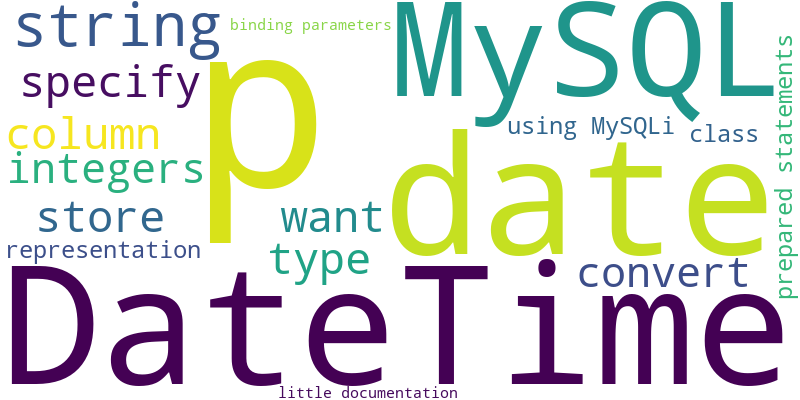 string
binding parameters
MySQL
specify
p
column
using MySQLi
class
integers
date
prepared statements
store
want
representation
type
convert
DateTime
little documentation